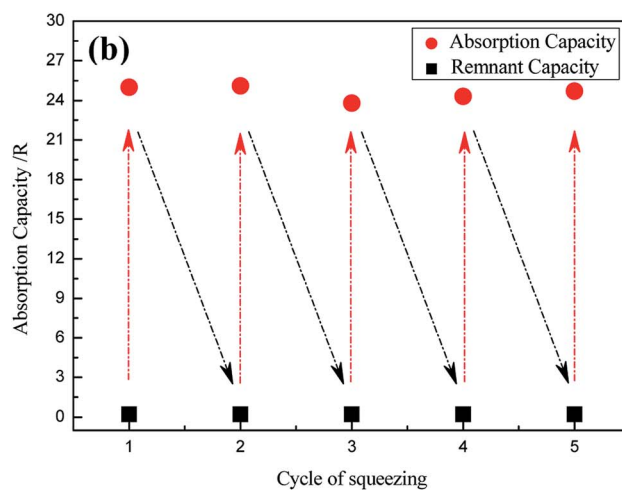 (b)
Absorption Capacity
Remnant Capacity
30
27
24
21
18
15
12
9
6
3
0
Absorption Capacity /R
1 2 3 4 5
Cycle of squeezing